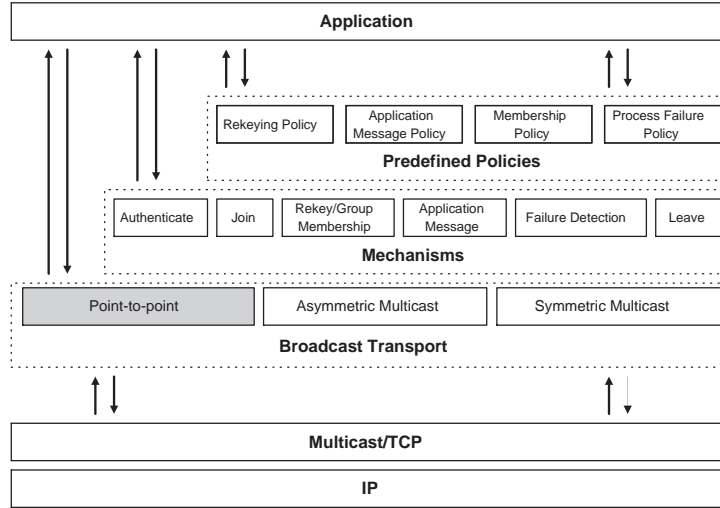 Application
Rekeying Policy
Application
Message Policy
Membership
Policy
Process Failure
Policy
Predefined Policies
Authenticate
Join
Rekey/Group
Membership
Application
Message
Failure Detection
Leave
Mechanisms
Point-to-point
Asymmetric Multicast
Symmetric Multicast
Broadcast Transport
Multicast/TCP
IP